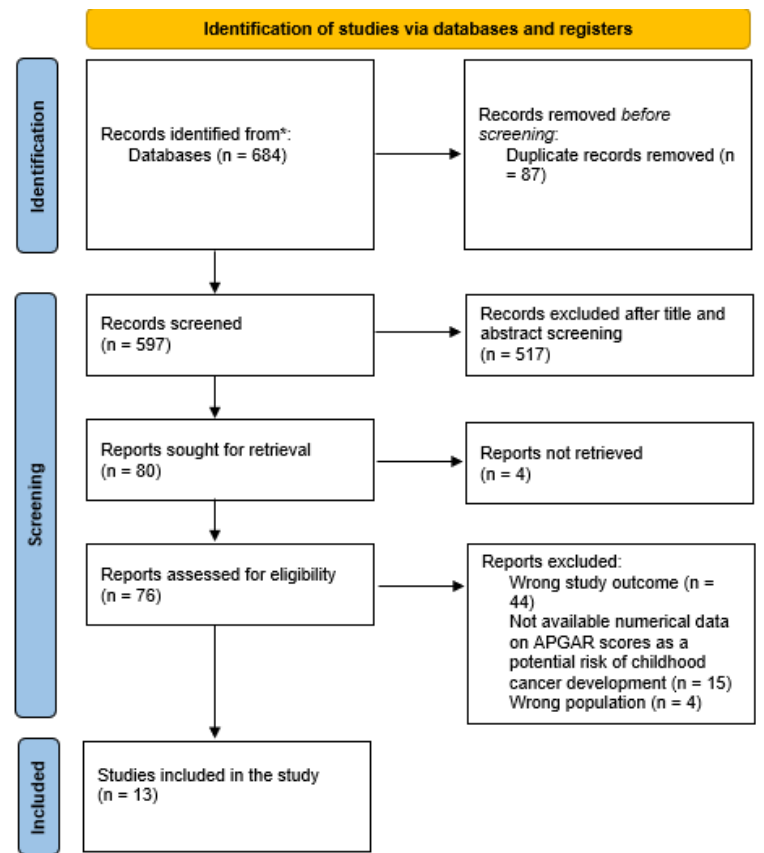 Identification of studies via databases and registers
Identification
Records identified from*:
Databases (n = 684)
Records removed before
screening:
Duplicate records removed (n
= 87)
Screening
Records screened
(n = 597)
Records excluded after title and
abstract screening
(n = 517)
Reports sought for retrieval
(n = 80)
Reports not retrieved
(n = 4)
Reports assessed for eligibility
(n = 76)
Reports excluded:
Wrong study outcome (n =
44)
Not available numerical data
on APGAR scores as a
potential risk of childhood
cancer development (n = 15)
Wrong population (n = 4)
Included
Studies included in the study
(n = 13)